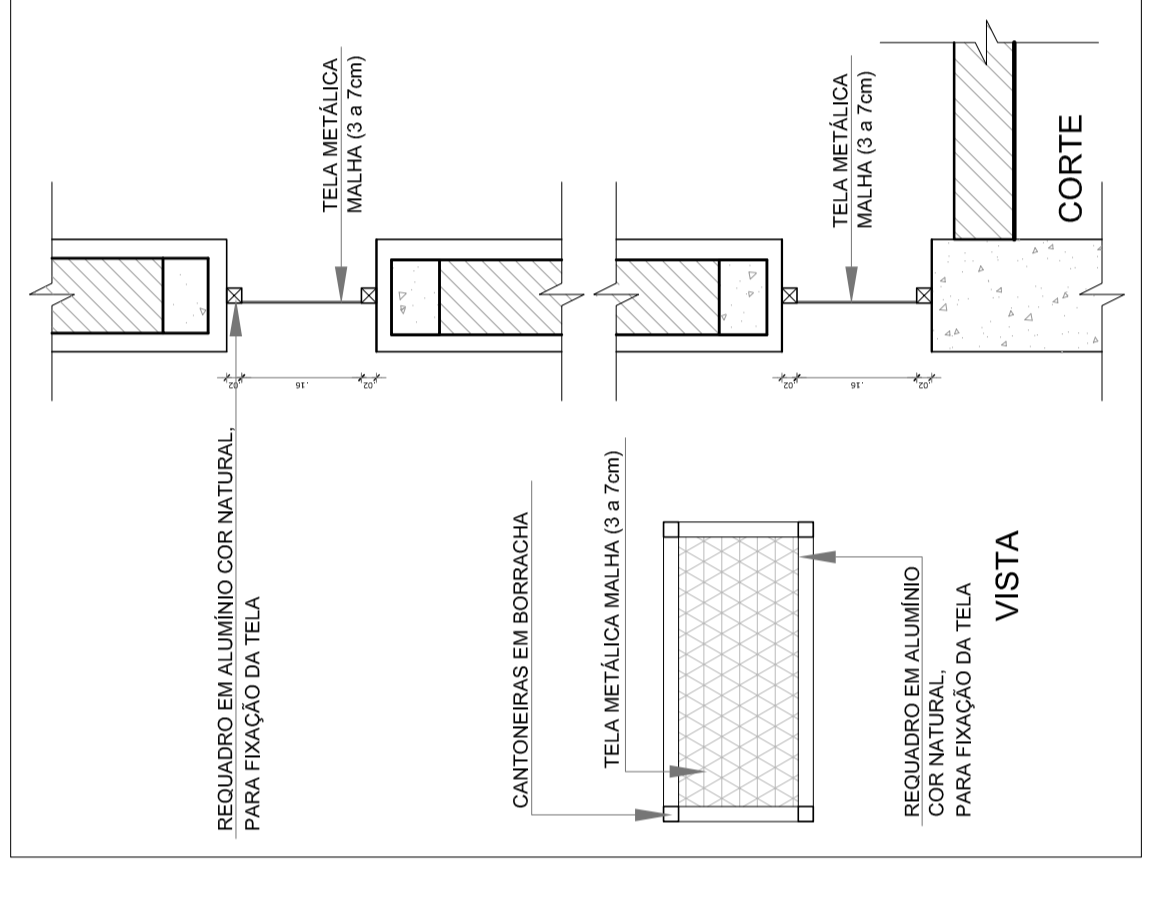 REQUADRO EM ALUMÍNIO COR NATURAL,
PARA FIXAÇÃO DA TELA
TELA METÁLICA
MALHA (3 a 7cm)
.02
.16
.02
CANTONEIRAS EM BORRACHA
TELA METÁLICA MALHA (3 a 7cm)
REQUADRO EM ALUMÍNIO
COR NATURAL,
PARA FIXAÇÃO DA TELA
VISTA
TELA METÁLICA
MALHA (3 a 7cm)
.02
.16
.02
CORTE